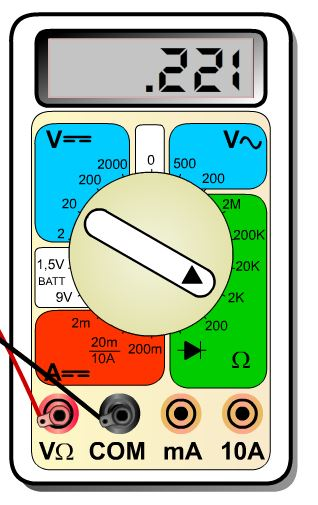 .221
V⎓ V∿
2000 0 500
200 200
20 2M
2 200K
1,5V 20K
BATT
9V 2K
2m 200
20m
10A 200m
A⎓ Ω
VΩ COM mA 10A